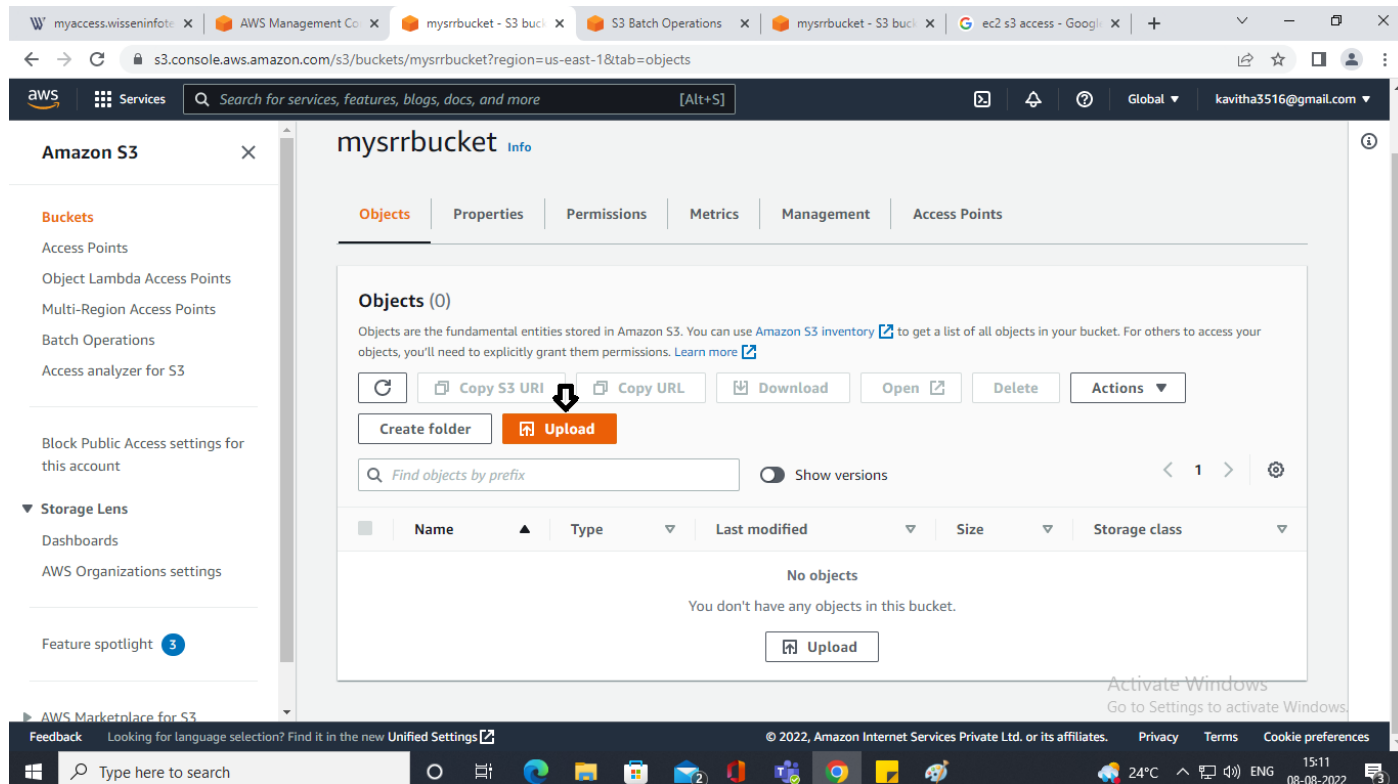 myaccess.wisseninfote
AWS Management Co
mysrrbucket - S3 buck
S3 Batch Operations
mysrrbucket - S3 buck
ec2 s3 access - Googl
s3.console.aws.amazon.com/s3/buckets/mysrrbucket?region=us-east-1&tab=objects
aws Services Search for services, features, blogs, docs, and more [Alt+S] Global kavitha3516@gmail.com
Amazon S3
Buckets
Access Points
Object Lambda Access Points
Multi-Region Access Points
Batch Operations
Access analyzer for S3
Block Public Access settings for
this account
Storage Lens
Dashboards
AWS Organizations settings
Feature spotlight 3
AWS Marketplace for S3
mysrrbucket Info
Objects Properties Permissions Metrics Management Access Points
Objects (0)
Objects are the fundamental entities stored in Amazon S3. You can use Amazon S3 inventory to get a list of all objects in your bucket. For others to access your
objects, you'll need to explicitly grant them permissions. Learn more
Copy S3 URI Copy URL Download Open Delete Actions
Create folder Upload
Find objects by prefix Show versions 1
Name Type Last modified Size Storage class
No objects
You don't have any objects in this bucket.
Upload
Activate Windows
Go to Settings to activate Windows.
Feedback Looking for language selection? Find it in the new Unified Settings © 2022, Amazon Internet Services Private Ltd. or its affiliates. Privacy Terms Cookie preferences
Type here to search 2 24°C ENG 15:11
08-08-2022 3